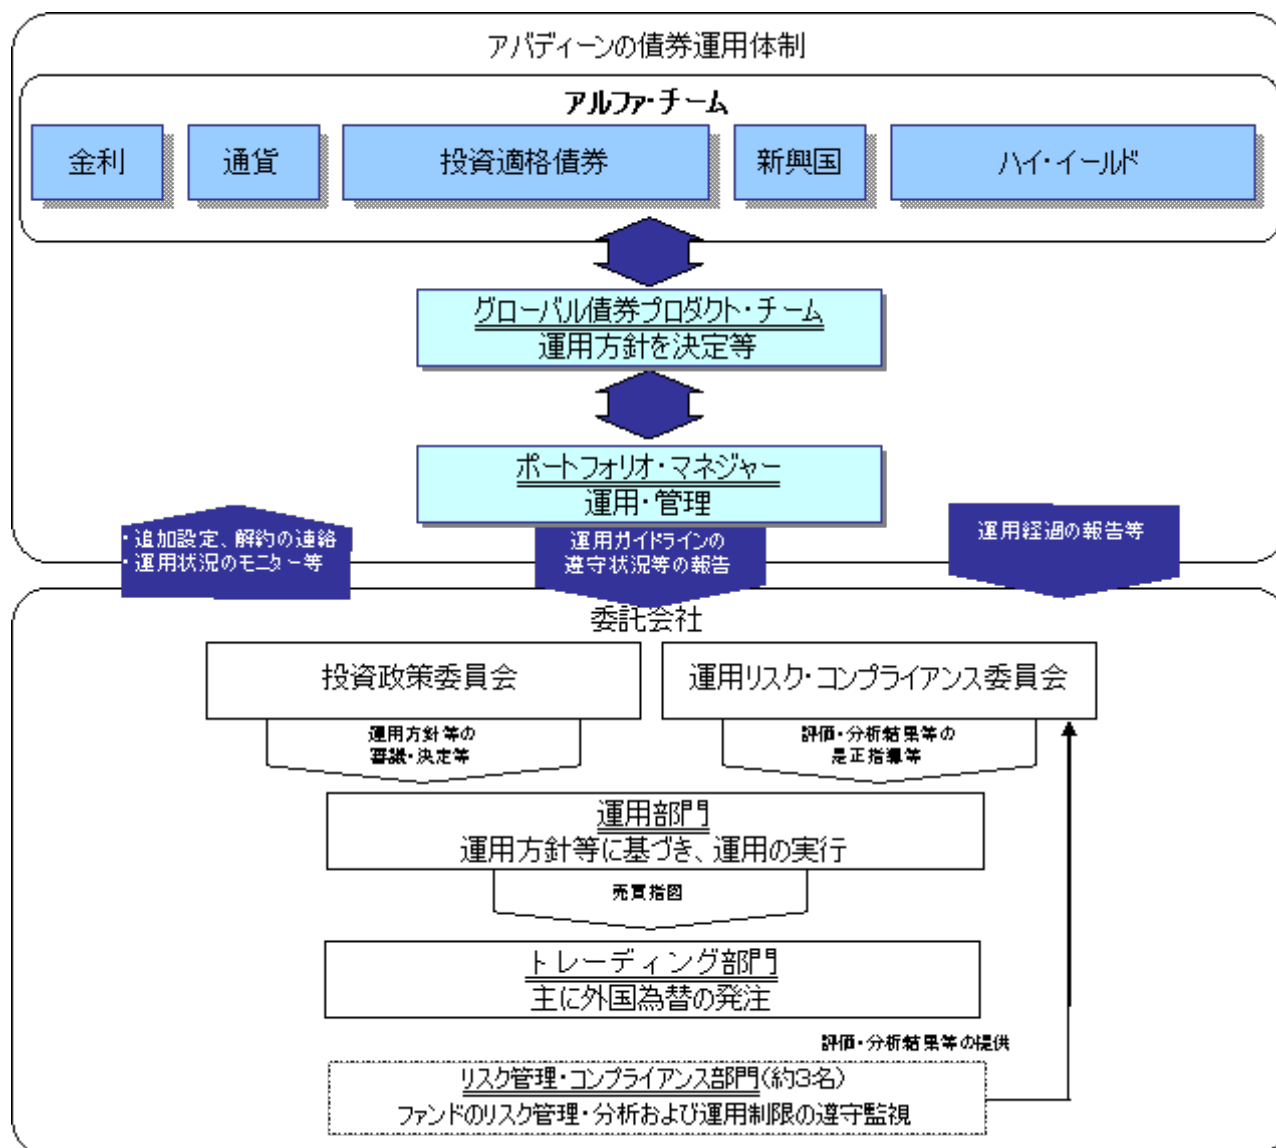 アバディーンの債券運用体制
アルファ・チーム
金利
通貨
投資適格債券
新興国
ハイ・イールド
グローバル債券プロダクト・チーム
運用方針を決定等
ポートフォリオ・マネジャー
運用・管理
・追加設定、解約の連絡
・運用状況のモニター等
運用ガイドラインの
遵守状況等の報告
運用経過の報告等
委託会社
投資政策委員会
運用リスク・コンプライアンス委員会
運用方針等の
審議・決定等
評価・分析結果等の
是正指導等
運用部門
運用方針等に基づき、運用の実行
売買指図
トレーディング部門
主に外国為替の発注
評価・分析結果等の提供
リスク管理・コンプライアンス部門(約3名)
ファンドのリスク管理・分析および運用制限の遵守監視